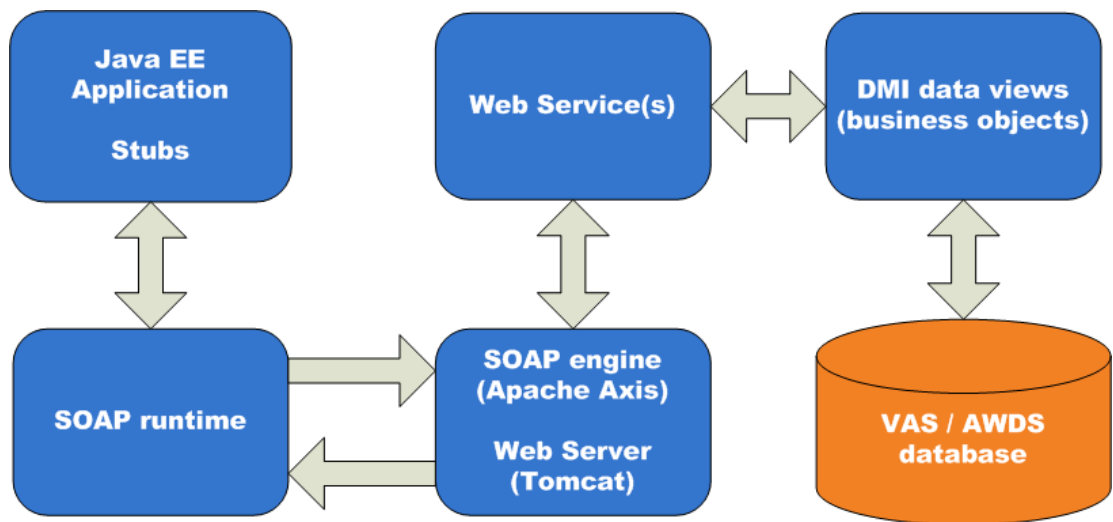 Java EE
Application
Stubs
Web Service(s)
DMI data views
(business objects)
SOAP runtime
SOAP engine
(Apache Axis)
Web Server
(Tomcat)
VAS / AWDS
database